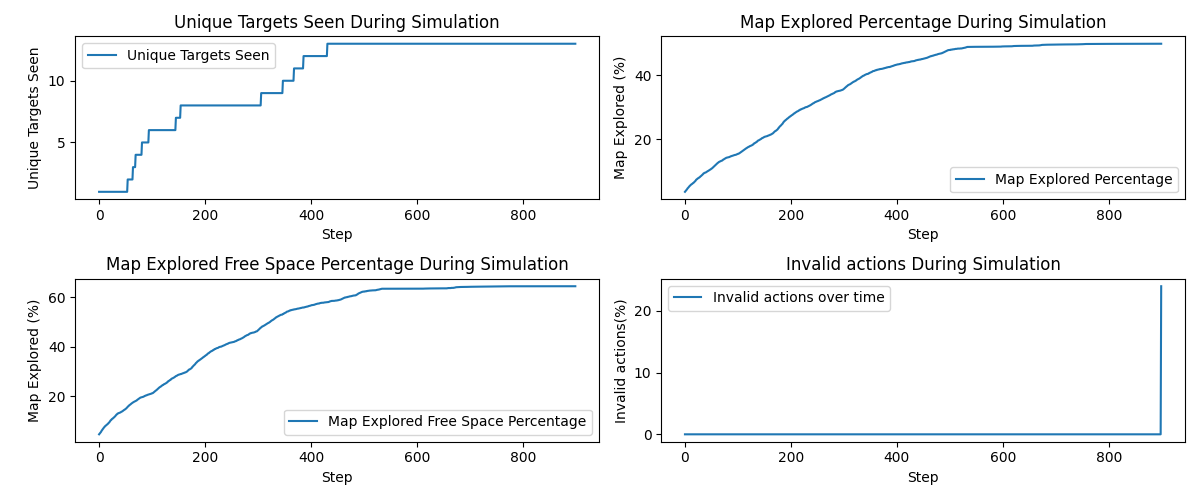 Unique Targets Seen During Simulation
Unique Targets Seen
10
5
Unique Targets Seen
0 200 400 600 800
Step
Map Explored Percentage During Simulation
Map Explored (%)
40
20
Map Explored Percentage
0 200 400 600 800
Step
Map Explored Free Space Percentage During Simulation
Map Explored (%)
60
40
20
Map Explored Free Space Percentage
0 200 400 600 800
Step
Invalid actions During Simulation
Invalid actions(%)
20
10
0
Invalid actions over time
0 200 400 600 800
Step